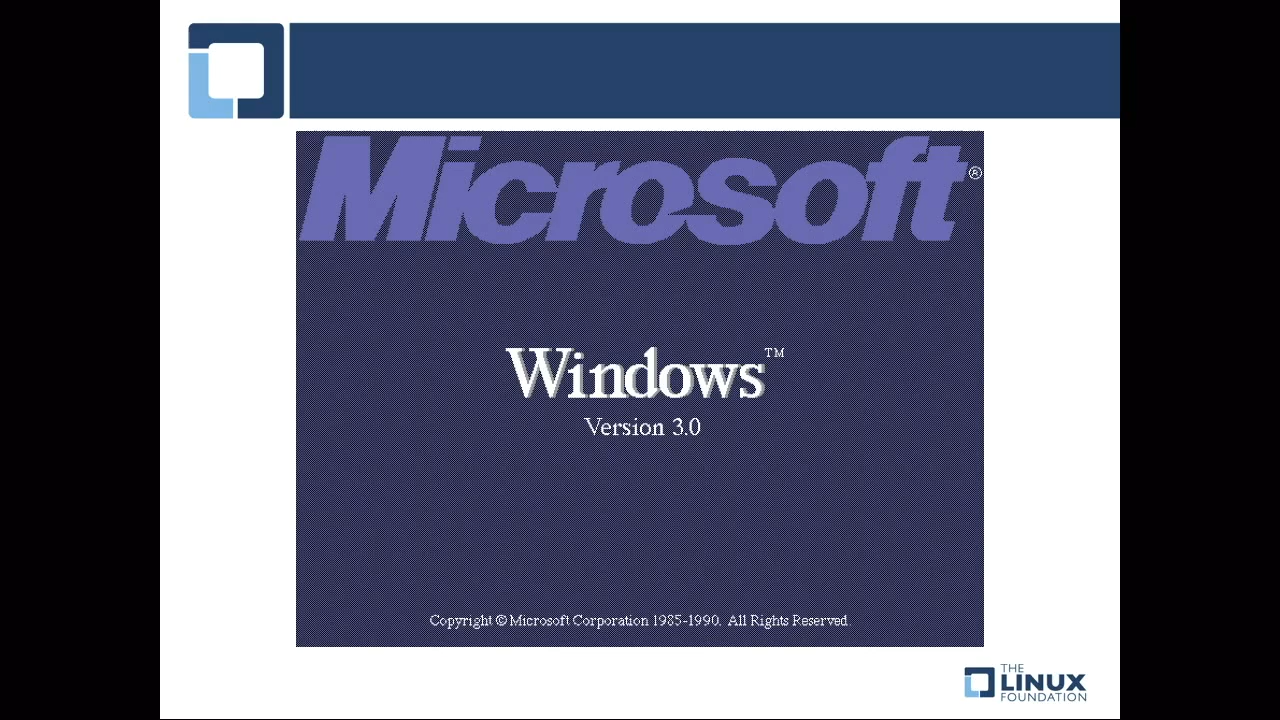 Microsoft®
Windows™
Version 3.0
Copyright © Microsoft Corporation 1985-1990. All Rights Reserved.
THE
LINUX
FOUNDATION